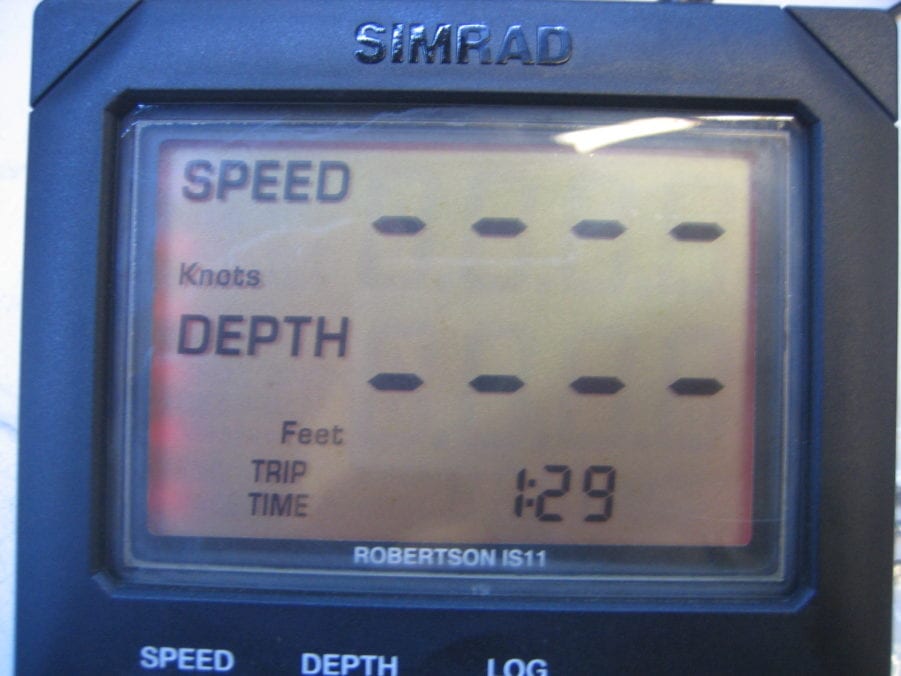 SIMRAD
SPEED
- - - -
Knots
DEPTH
- - - -
Feet
TRIP
TIME 1:29
ROBERTSON IS11
SPEED DEPTH LOG